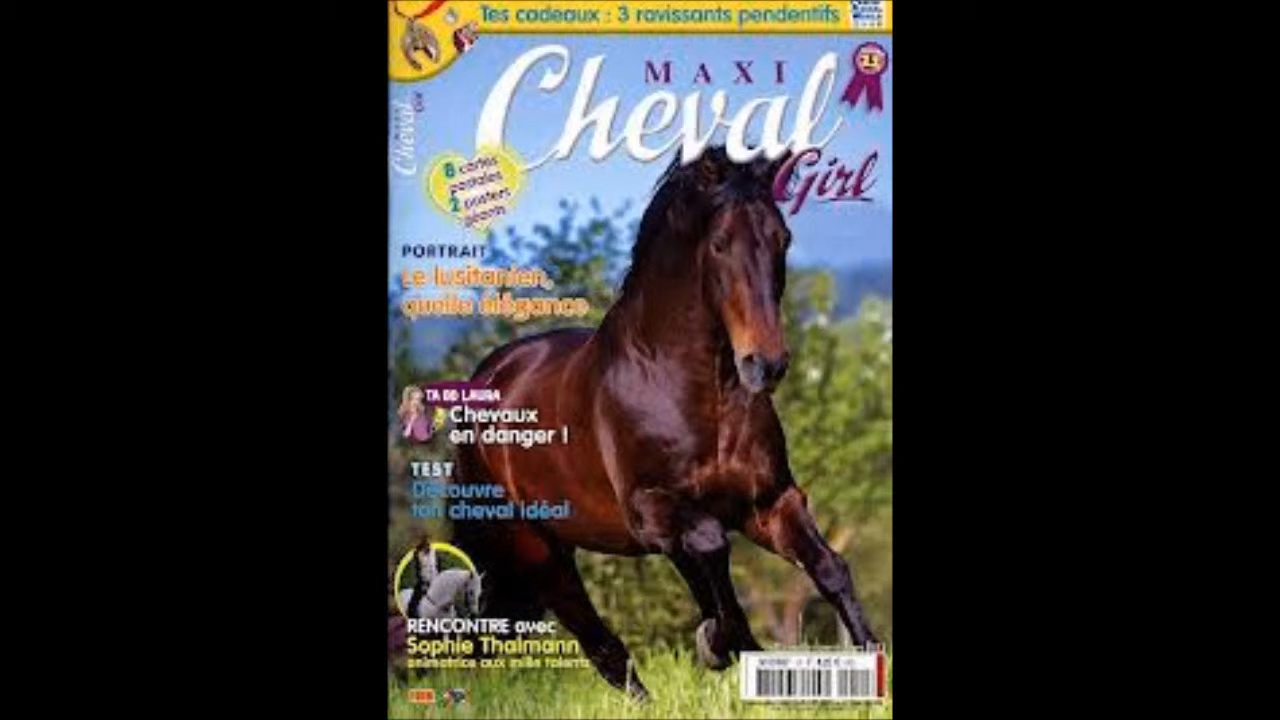 Tes cadeaux : 3 ravissants pendentifs
MAXI
Cheval
Girl
Cheval
8 cartes
postales
2 posters
géants
PORTRAIT
Le lusitanien,
quelle élégance
TA BD LAURA
Chevaux
en danger !
TEST
Découvre
ton cheval idéal
RENCONTRE avec
Sophie Thalmann
animatrice aux mille talents